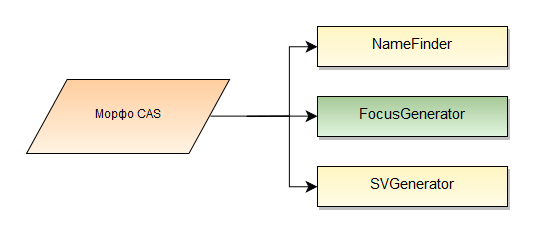 NameFinder
Морфо CAS
FocusGenerator
SVGenerator